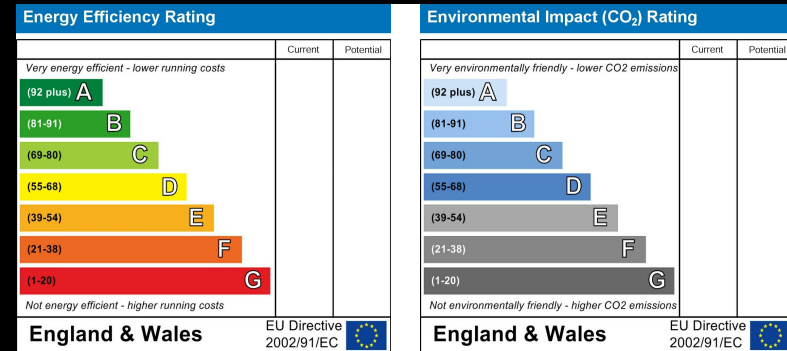 Energy Efficiency Rating
Current Potential
Very energy efficient - lower running costs
(92 plus) A
(81-91) B
(69-80) C
(55-68) D
(39-54) E
(21-38) F
(1-20) G
Not energy efficient - higher running costs
England & Wales
EU Directive
2002/91/EC
Environmental Impact (CO₂) Rating
Current Potential
Very environmentally friendly - lower CO2 emissions
(92 plus) A
(81-91) B
(69-80) C
(55-68) D
(39-54) E
(21-38) F
(1-20) G
Not environmentally friendly - higher CO2 emissions
England & Wales
EU Directive
2002/91/EC